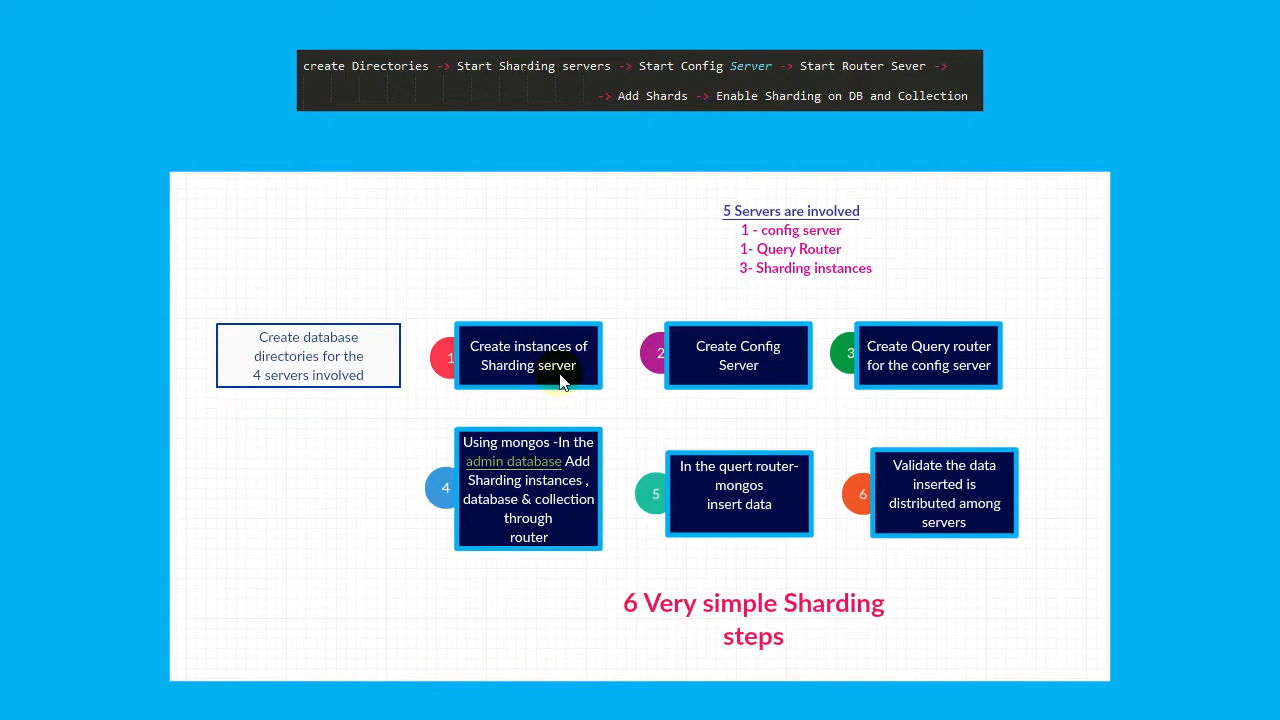 create Directories -> Start Sharding servers -> Start Config Server -> Start Router Sever ->
-> Add Shards -> Enable Sharding on DB and Collection
5 Servers are involved
1 - config server
1- Query Router
3- Sharding instances
Create database
directories for the
4 servers involved
1
Create instances of
Sharding server
2
Create Config
Server
3
Create Query router
for the config server
4
Using mongos -In the
admin database Add
Sharding instances ,
database & collection
through
router
5
In the quert router-
mongos
insert data
6
Validate the data
inserted is
distributed among
servers
6 Very simple Sharding
steps